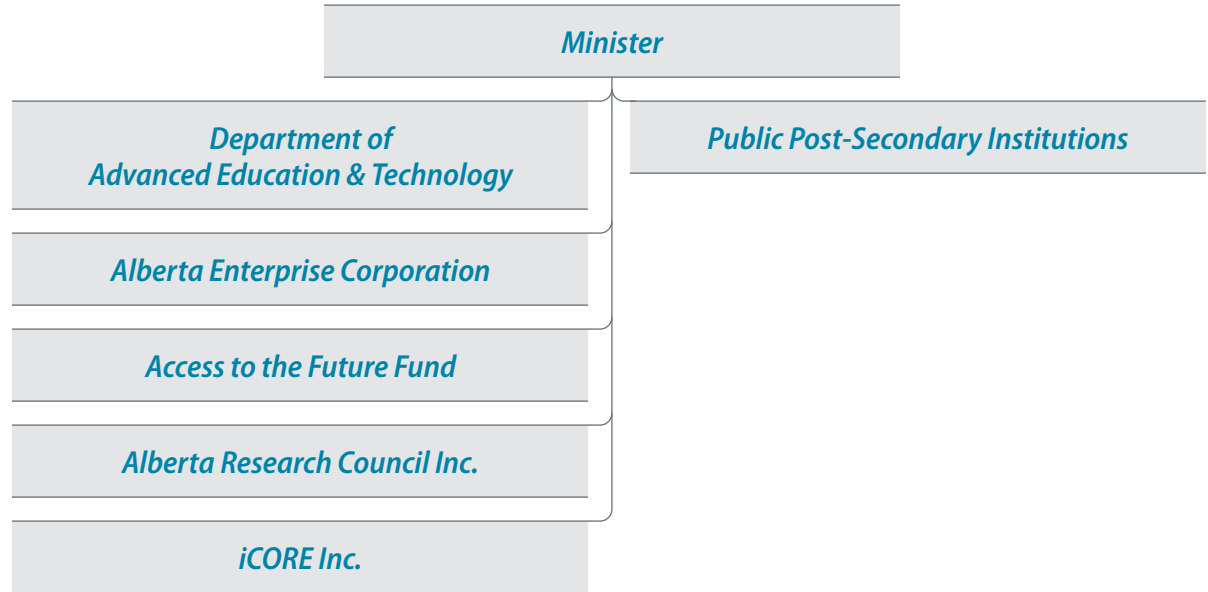 Minister
Department of
Advanced Education & Technology
Public Post-Secondary Institutions
Alberta Enterprise Corporation
Access to the Future Fund
Alberta Research Council Inc.
iCORE Inc.